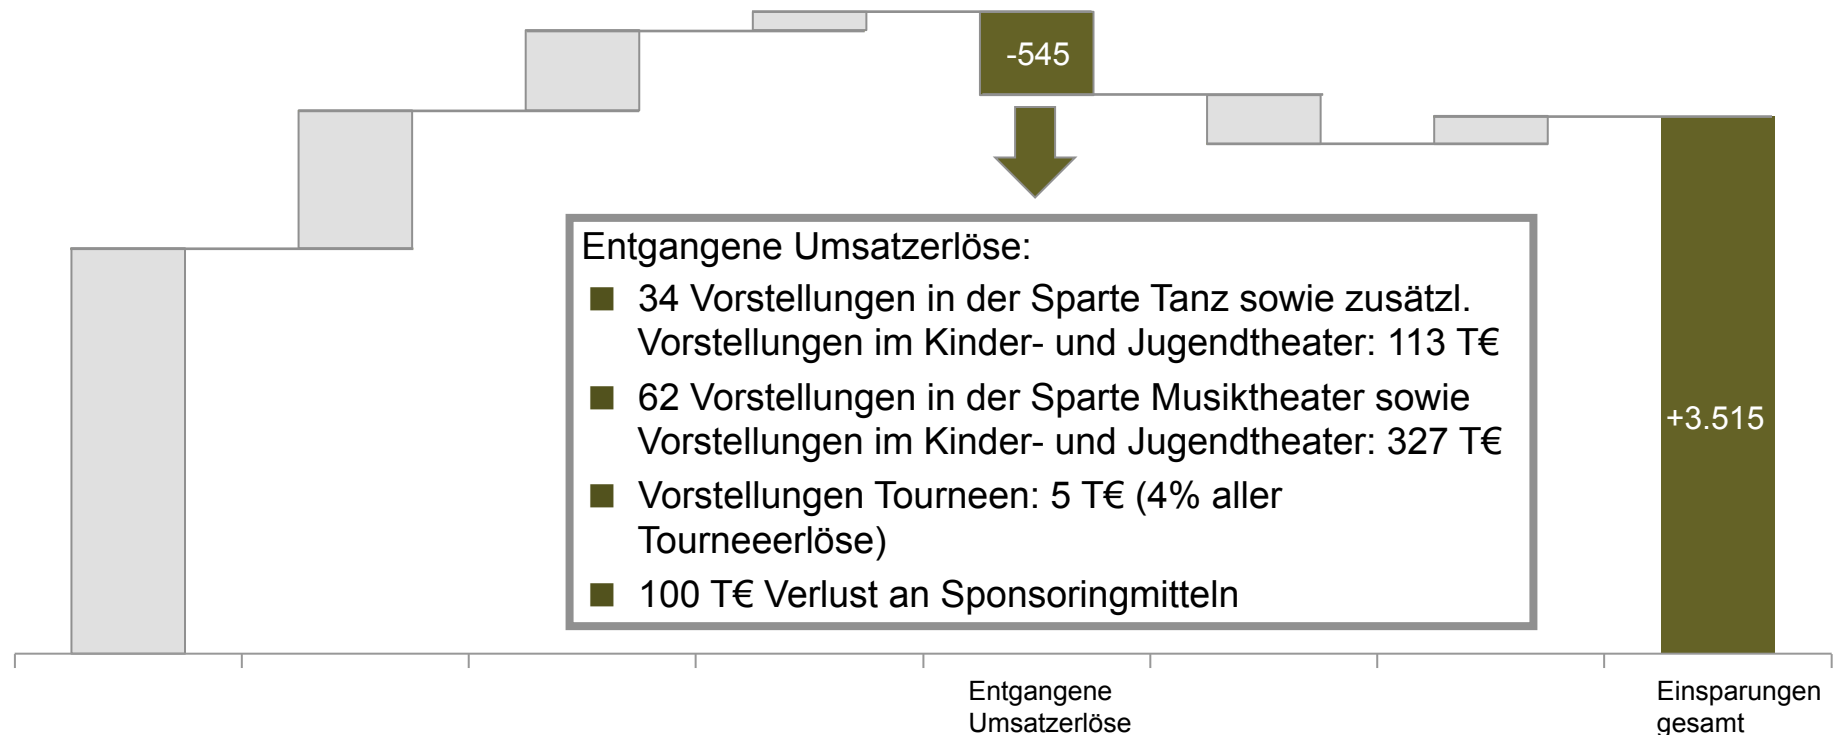 -545
Entgangene Umsatzerlöse:
34 Vorstellungen in der Sparte Tanz sowie zusätzl.
Vorstellungen im Kinder- und Jugendtheater: 113 T€
62 Vorstellungen in der Sparte Musiktheater sowie
Vorstellungen im Kinder- und Jugendtheater: 327 T€
Vorstellungen Tourneen: 5 T€ (4% aller
Tourneeerlöse)
100 T€ Verlust an Sponsoringmitteln
+3.515
Entgangene
Umsatzerlöse
Einsparungen
gesamt